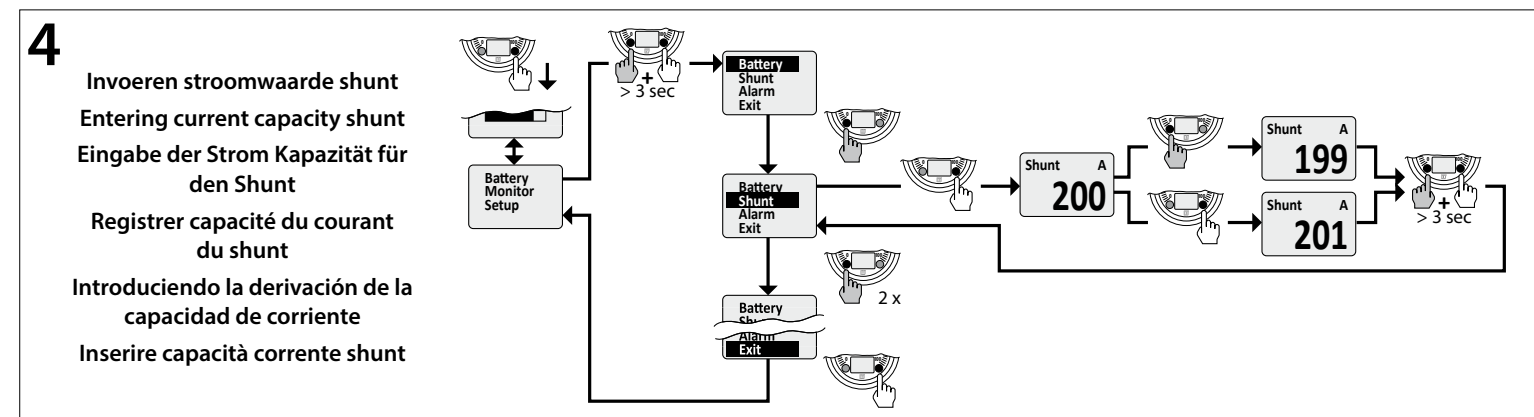 4
Invoeren stroomwaarde shunt
Entering current capacity shunt
Eingabe der Strom Kapazität für
den Shunt
Registrer capacité du courant
du shunt
Introduciendo la derivación de la
capacidad de corriente
Inserire capacità corrente shunt
Battery
Monitor
Setup
+
> 3 sec
Battery
Shunt
Alarm
Exit
Battery
Shunt
Alarm
Exit
2 x
Battery
Alarm
Exit
Shunt A
200
Shunt A
199
Shunt A
201
+
> 3 sec